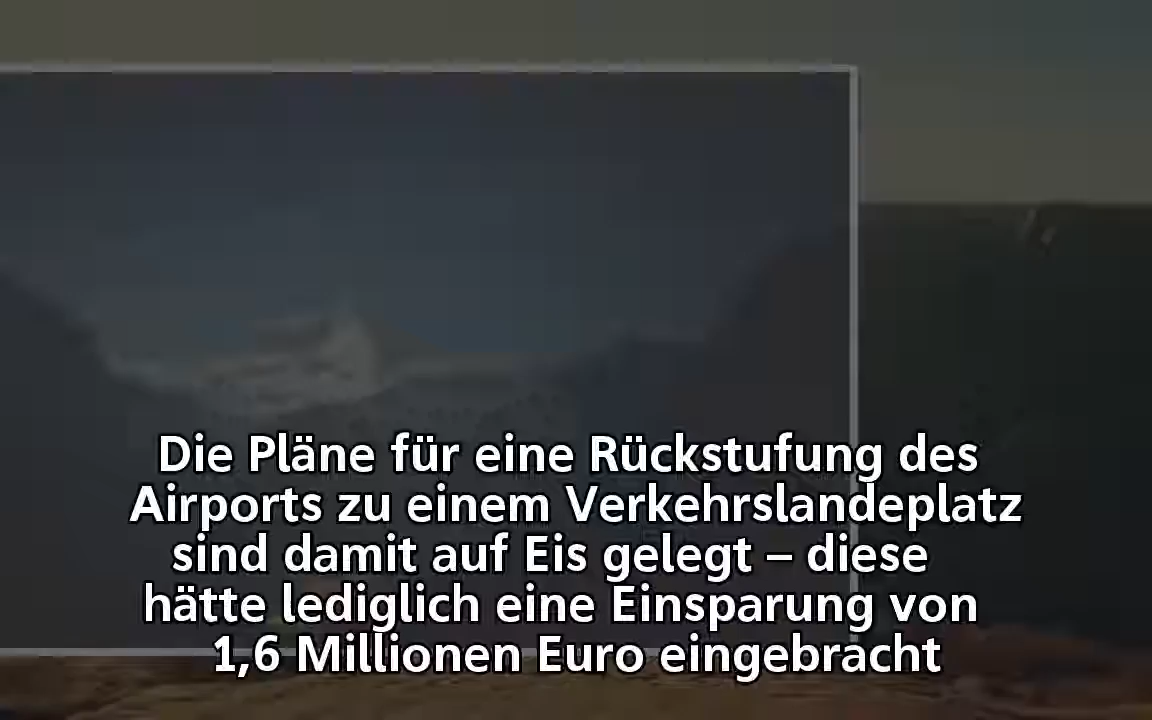 Die Pläne für eine Rückstufung des
Airports zu einem Verkehrslandeplatz
sind damit auf Eis gelegt – diese
hätte lediglich eine Einsparung von
1,6 Millionen Euro eingebracht